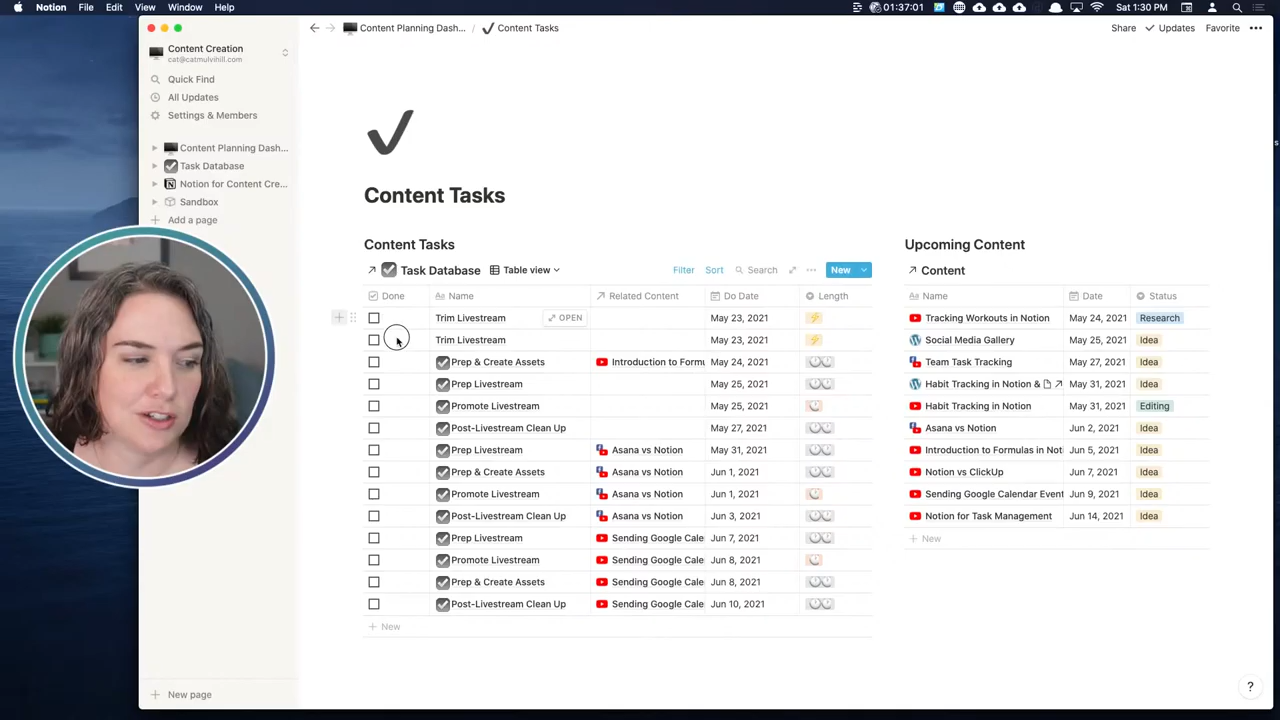 Notion File Edit View Window Help
01:37:01 Sat 1:30 PM
Content Creation
cat@catmulvihill.com
Quick Find
All Updates
Settings & Members
Content Planning Dash...
Task Database
Notion for Content Cre...
Sandbox
Add a page
New page
Content Planning Dash... / Content Tasks
Share Updates Favorite
Content Tasks
Content Tasks
Task Database Table view
Filter Sort Search New
Done Name Related Content Do Date Length
Trim Livestream OPEN May 23, 2021
Trim Livestream May 23, 2021
Prep & Create Assets Introduction to Formu May 24, 2021
Prep Livestream May 25, 2021
Promote Livestream May 25, 2021
Post-Livestream Clean Up May 27, 2021
Prep Livestream Asana vs Notion May 31, 2021
Prep & Create Assets Asana vs Notion Jun 1, 2021
Promote Livestream Asana vs Notion Jun 1, 2021
Post-Livestream Clean Up Asana vs Notion Jun 3, 2021
Prep Livestream Sending Google Cale Jun 7, 2021
Promote Livestream Sending Google Cale Jun 8, 2021
Prep & Create Assets Sending Google Cale Jun 8, 2021
Post-Livestream Clean Up Sending Google Cale Jun 10, 2021
New
Upcoming Content
Content
Name Date Status
Tracking Workouts in Notion May 24, 2021 Research
Social Media Gallery May 25, 2021 Idea
Team Task Tracking May 27, 2021 Idea
Habit Tracking in Notion & May 31, 2021 Idea
Habit Tracking in Notion May 31, 2021 Editing
Asana vs Notion Jun 2, 2021 Idea
Introduction to Formulas in Noti Jun 5, 2021 Idea
Notion vs ClickUp Jun 7, 2021 Idea
Sending Google Calendar Event Jun 9, 2021 Idea
Notion for Task Management Jun 14, 2021 Idea
New
?